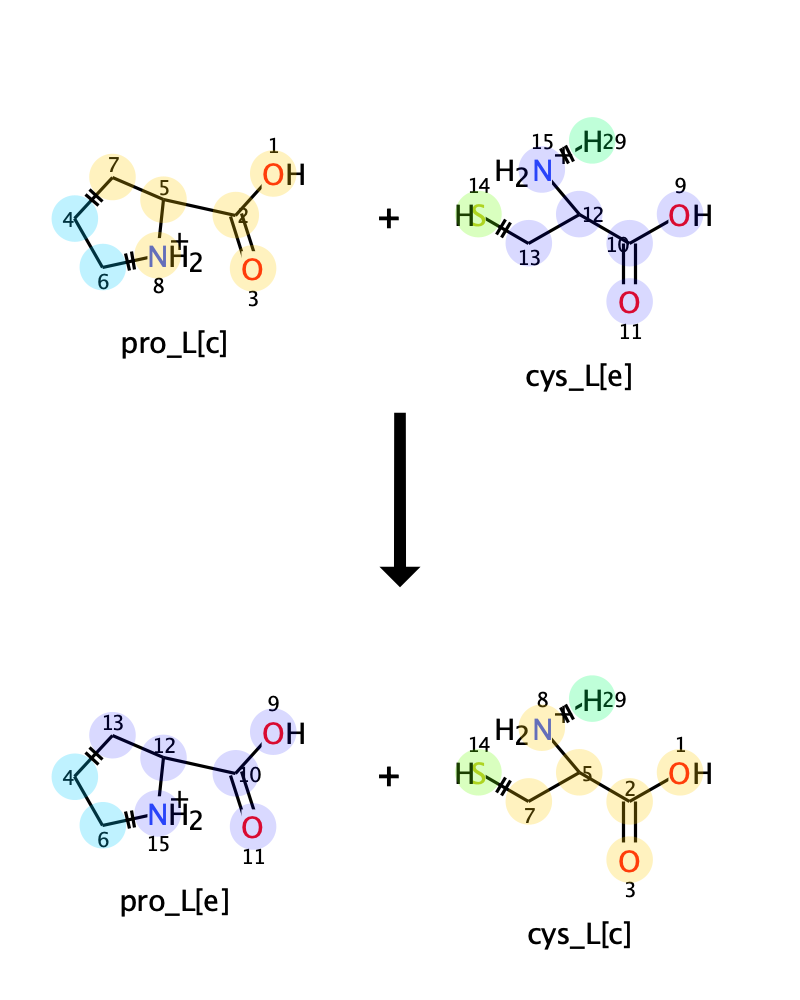 7 5 1 OH
4 2
6 NH2 + 8 O 3
pro_L[c]
+
15 H29
14 H2N 9
HS 12 OH
13 10
O
11
cys_L[e]
13 12 9 OH
4 10
6 NH2 + 15 O 11
pro_L[e]
+
8 H29
14 H2N 1
HS 5 2 OH
7
O
3
cys_L[c]